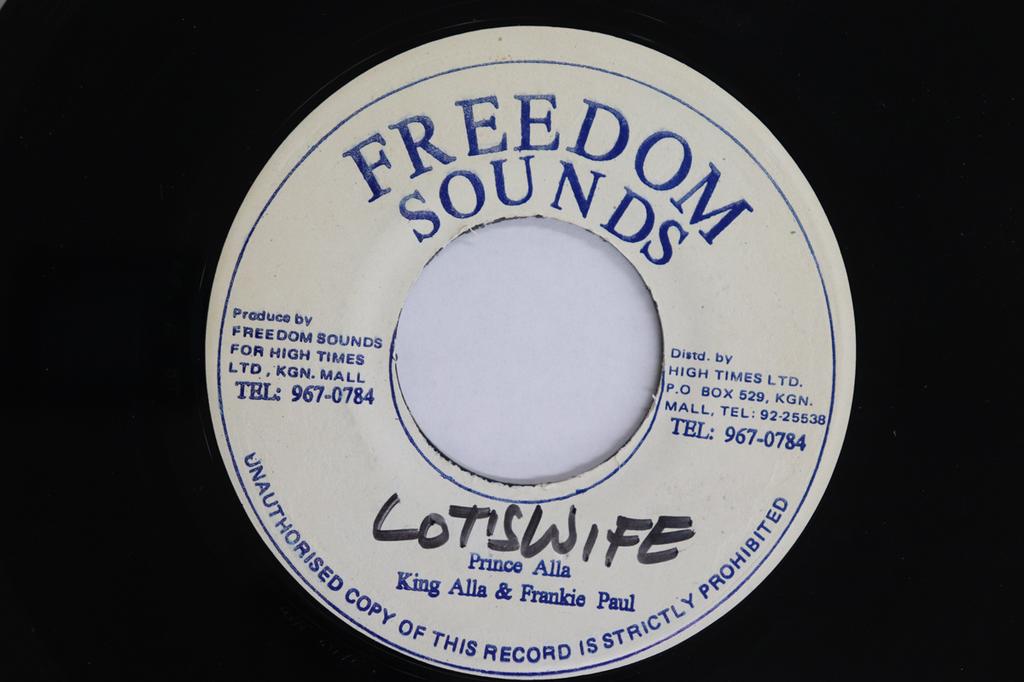 FREEDOM
SOUNDS
Produce by
FREEDOM SOUNDS
FOR HIGH TIMES
LTD, KGN. MALL
TEL: 967-0784
Distd. by
HIGH TIMES LTD.
P.O BOX 529, KGN.
MALL, TEL: 92-25538
TEL: 967-0784
LOT'S WIFE
Prince Alla
King Alla & Frankie Paul
UNAUTHORISED COPY OF THIS RECORD IS STRICTLY PROHIBITED